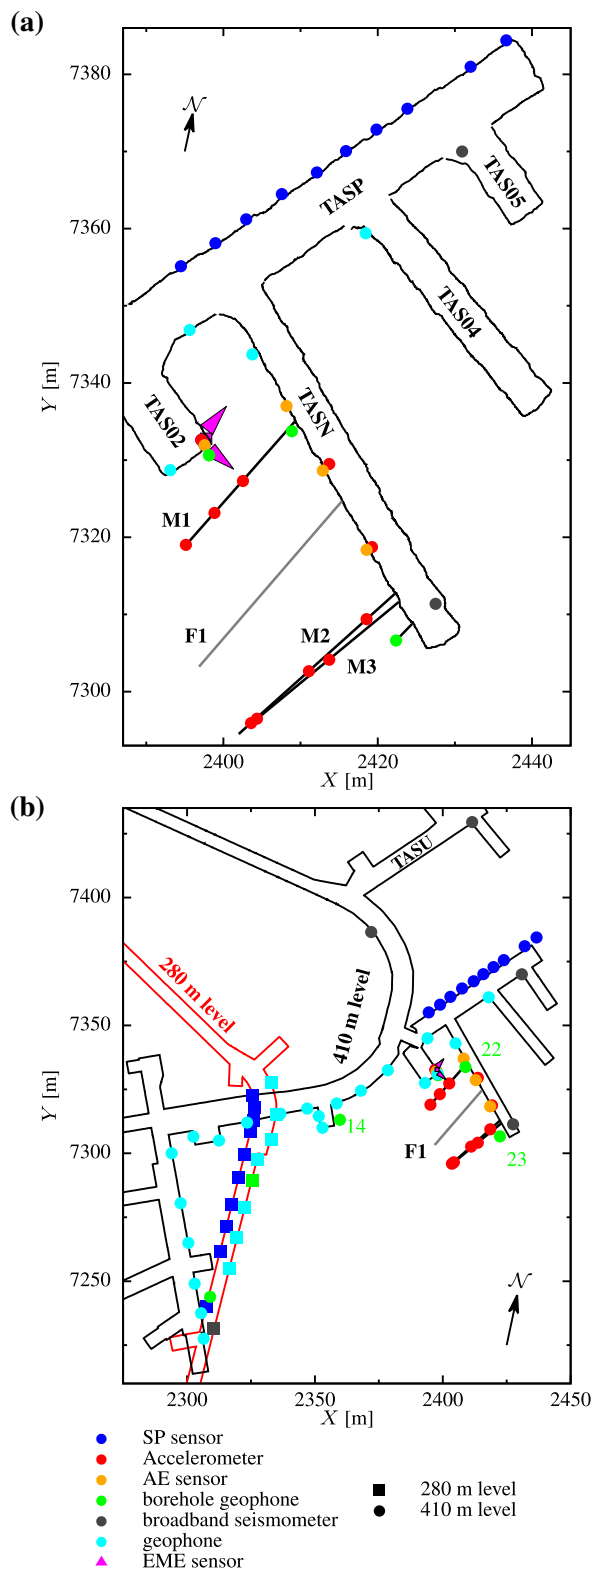 (a)
7380
7360
7340
7320
7300
Y [m]
N
TASP
TAS05
TAS04
TASN
TAS02
M1
F1
M2
M3
2400
2420
2440
X [m]
(b)
7400
7350
7300
7250
Y [m]
TASU
280 m level
410 m level
22
14
F1
23
N
2300
2350
2400
2450
X [m]
SP sensor
Accelerometer
AE sensor
borehole geophone
broadband seismometer
geophone
EME sensor
280 m level
410 m level